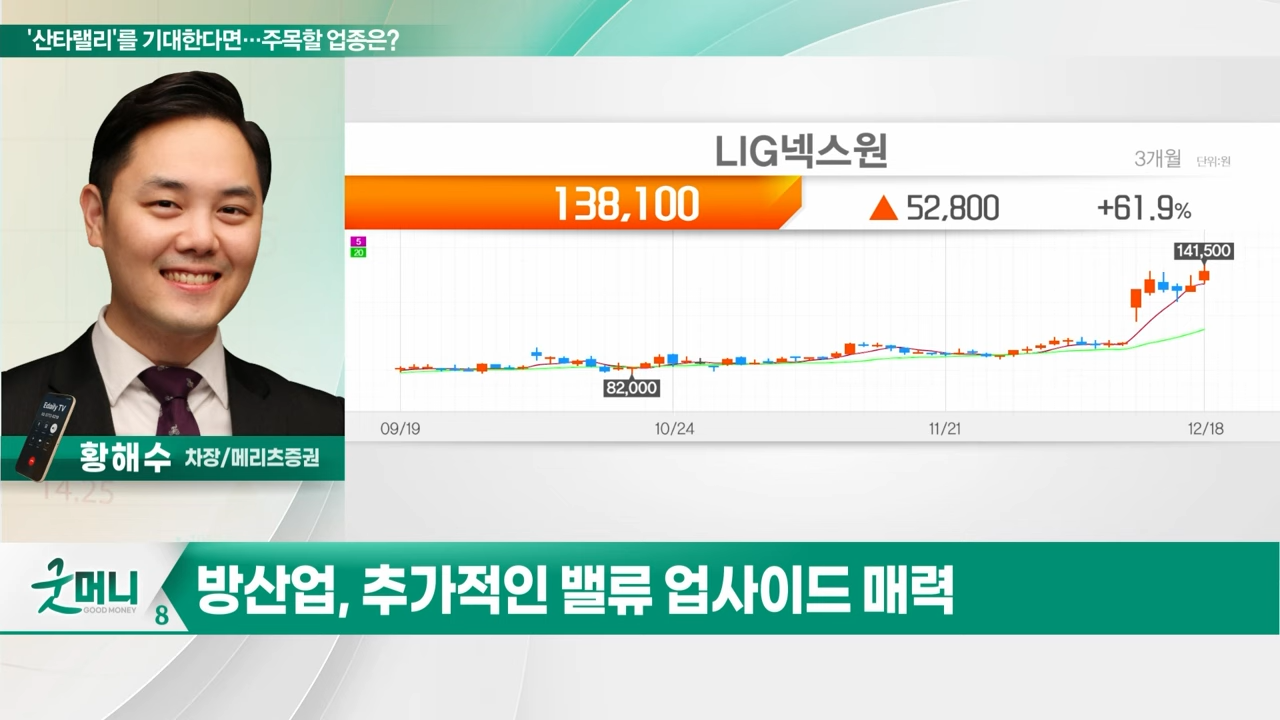 '산타랠리'를 기대한다면…주목할 업종은?
LIG넥스원
3개월 단위:원
138,100 ▲ 52,800 +61.9%
5
20
141,500
82,000
09/19 10/24 11/21 12/18
Edaily TV
황해수 차장/메리츠증권
14.25
굿머니
GOOD MONEY
8
방산업, 추가적인 밸류 업사이드 매력